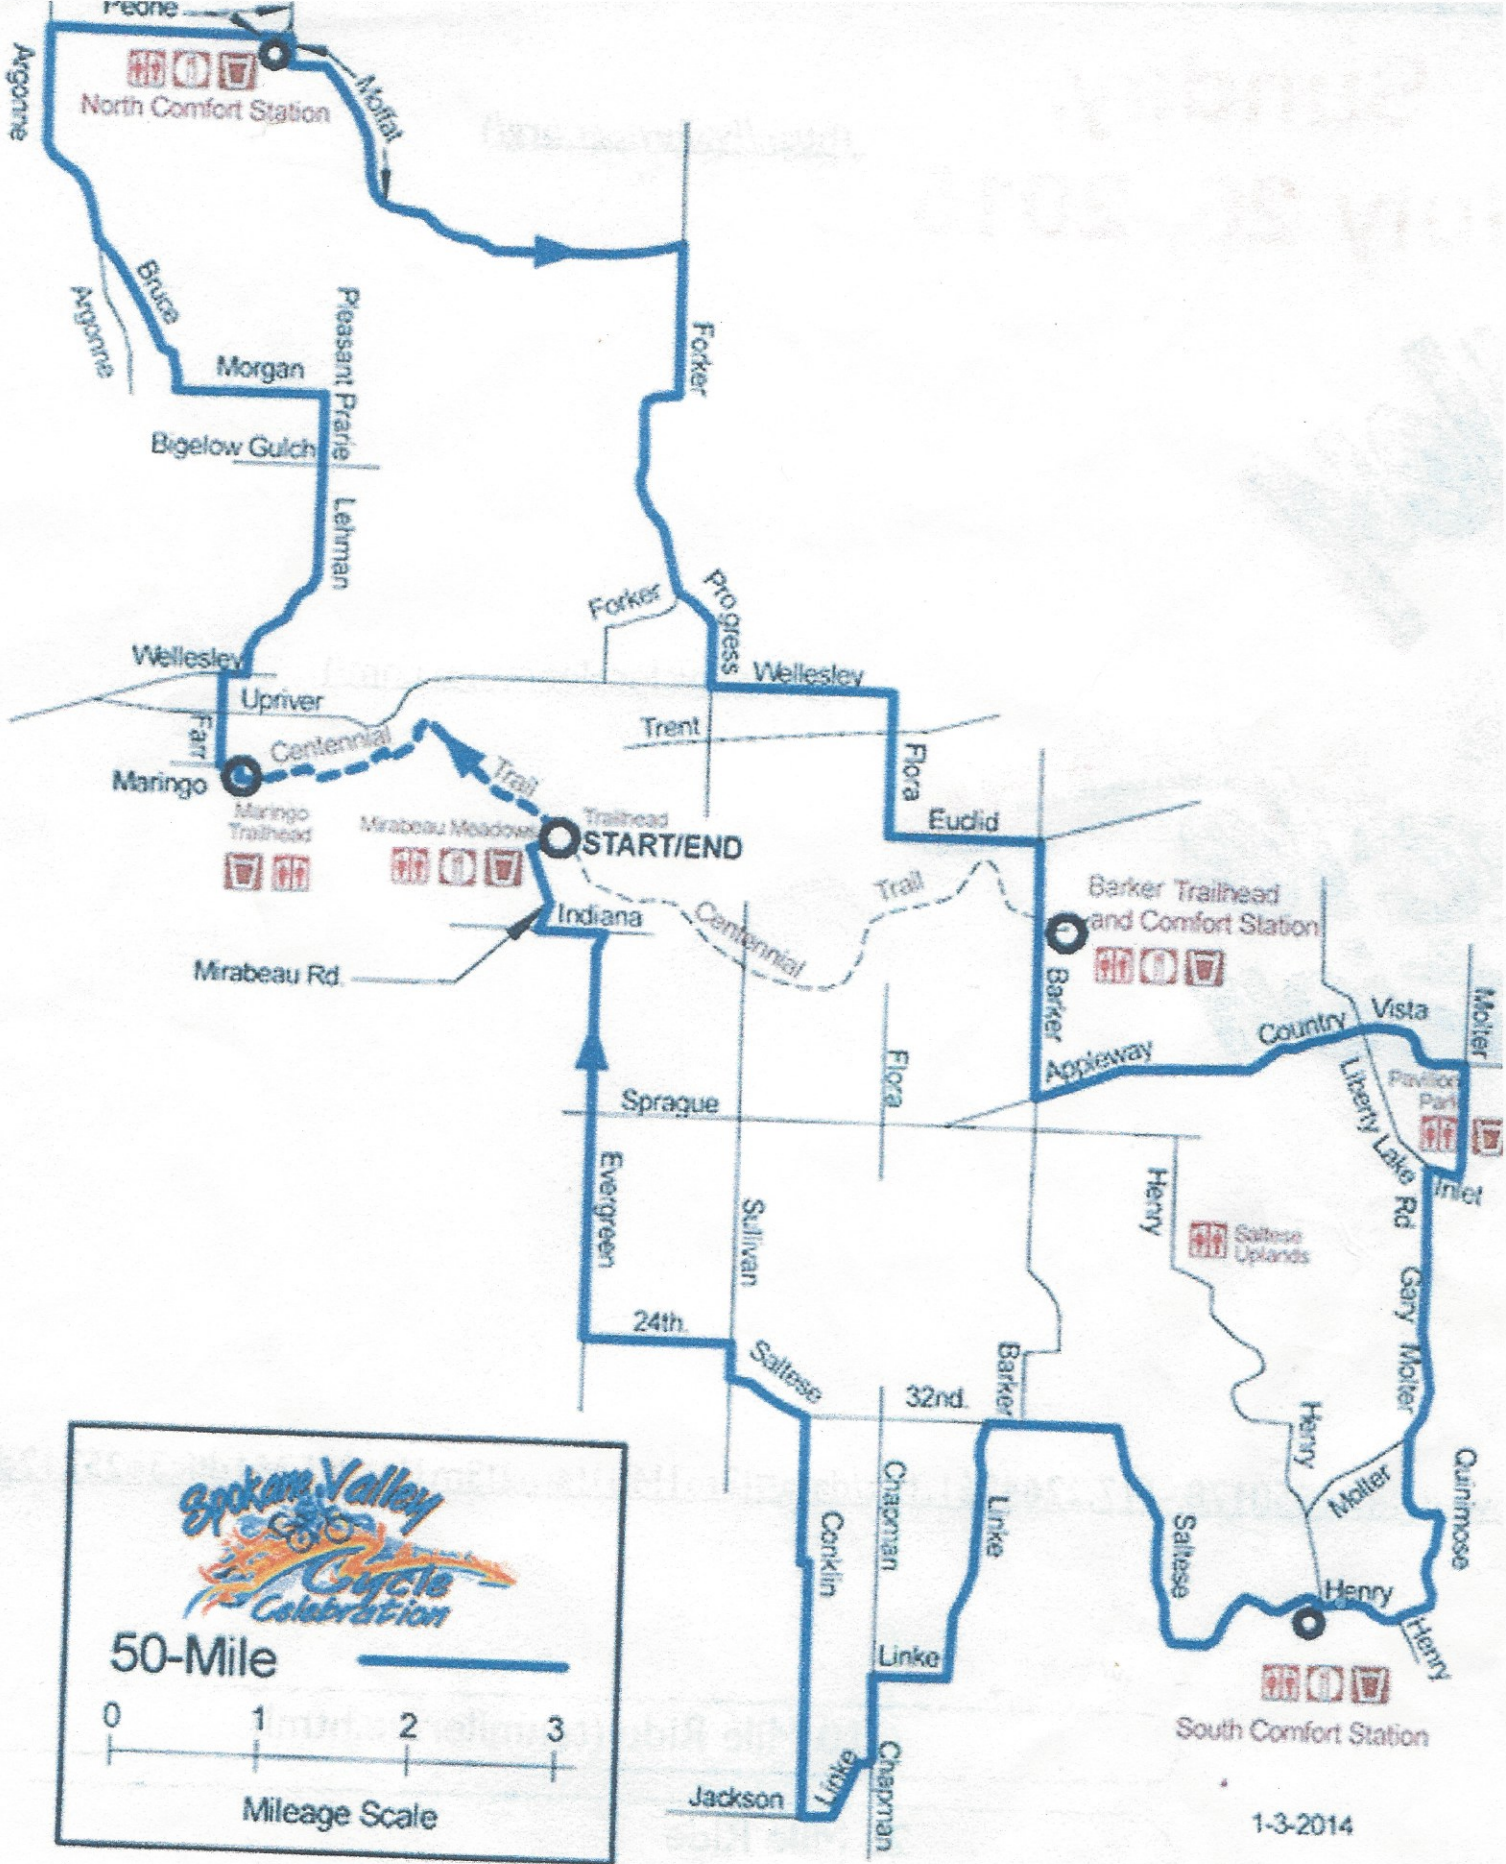 Peone
Argonne
North Comfort Station
Moffat
Bruce
Argonne
Pleasant Prarie
Forker
Morgan
Bigelow Gulch
Lehman
Forker
Progress
Wellesley
Wellesley
Upriver
Farr
Centennial
Trent
Trail
Flora
Maringo
Maringo
Trailhead
Mirabeau Meadows
Trailhead
START/END
Euclid
Trail
Barker Trailhead
and Comfort Station
Indiana
Centennial
Mirabeau Rd.
Barker
Country
Vista
Molter
Appleway
Flora
Liberty Lake Rd
Pavilion
Park
Sprague
Evergreen
Sullivan
Henry
Inlet
Saltese
Uplands
Gary Molter
24th.
Saltese
32nd.
Barker
Henry
Molter
Quinimose
Chapman
Conklin
Linke
Saltese
Henry
Henry
Linke
South Comfort Station
Linke
Chapman
Jackson
Spokane Valley
Cycle
Celebration
50-Mile
0 1 2 3
Mileage Scale
1-3-2014